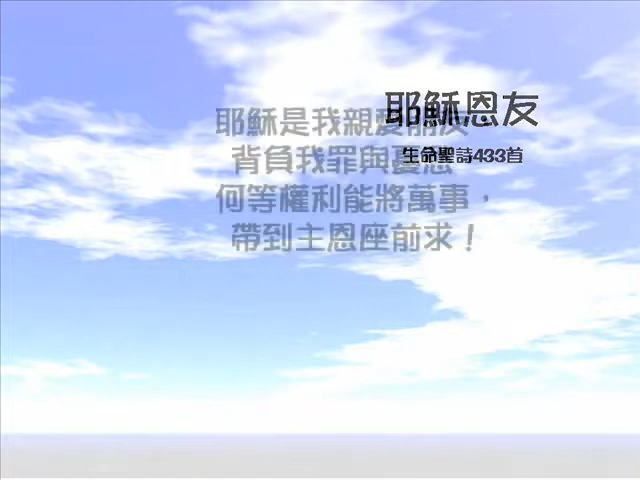 耶穌恩友
生命聖詩433首
耶穌是我親愛朋友
背負我罪與憂愁
何等權利能將萬事，
帶到主恩座前求！